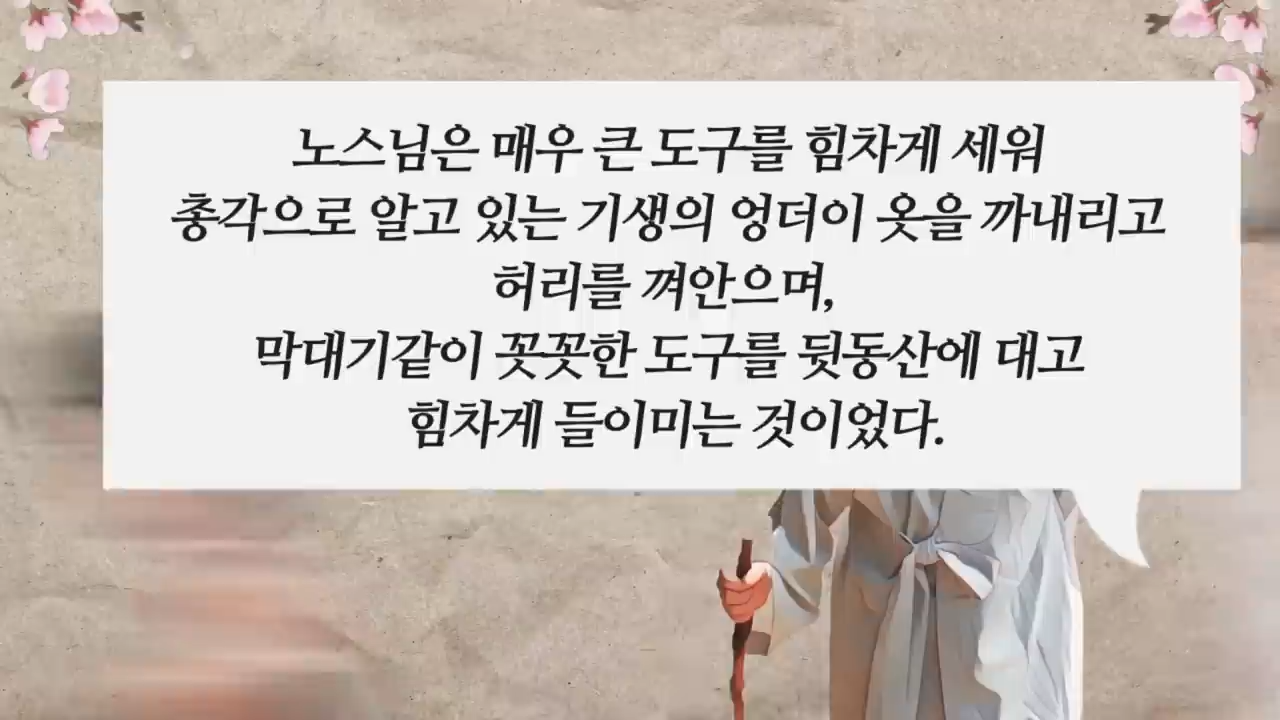 노스님은 매우 큰 도구를 힘차게 세워
총각으로 알고 있는 기생의 엉더이 옷을 까내리고
허리를 껴안으며,
막대기같이 꼿꼿한 도구를 뒷동산에 대고
힘차게 들이미는 것이었다.